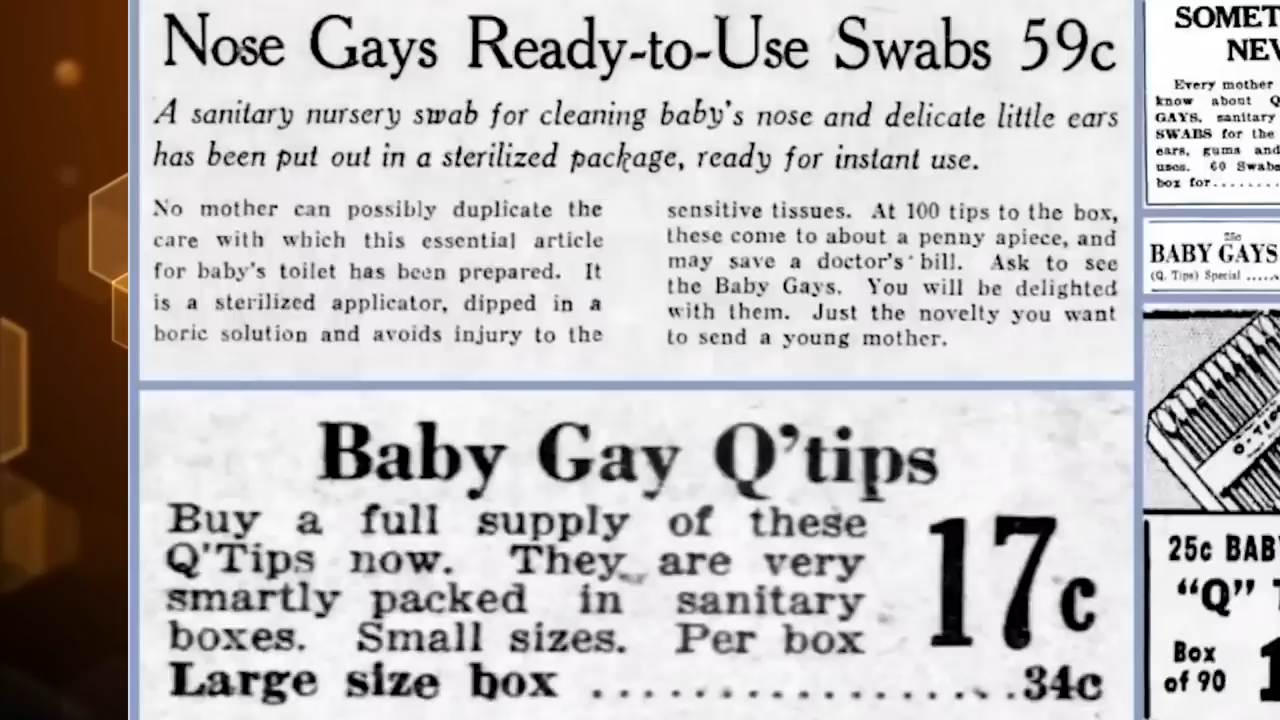 Nose Gays Ready-to-Use Swabs 59c
A sanitary nursery swab for cleaning baby's nose and delicate little ears
has been put out in a sterilized package, ready for instant use.
No mother can possibly duplicate the
care with which this essential article
for baby's toilet has been prepared. It
is a sterilized applicator, dipped in a
boric solution and avoids injury to the
sensitive tissues. At 100 tips to the box,
these come to about a penny apiece, and
may save a doctor's bill. Ask to see
the Baby Gays. You will be delighted
with them. Just the novelty you want
to send a young mother.
Baby Gay Q'tips
Buy a full supply of these
Q'Tips now. They are very
smartly packed in sanitary
boxes. Small sizes. Per box
17c
Large size box ....................34c
SOMET
NEW
Every mother
know about Q
GAYS, sanitary
SWABS for the
ears, gums and
uses. 60 Swabs
box for........
25c
BABY GAYS
(Q. Tips) Special .....
Q-TIPS
25c BAB
"Q" T
Box
of 90
1